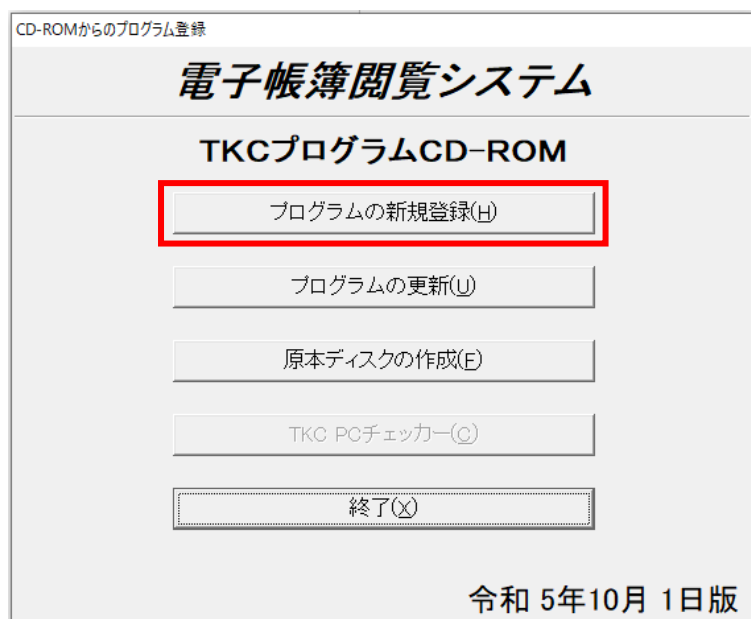 CD-ROMからのプログラム登録
電子帳簿閲覧システム
TKCプログラムCD-ROM
プログラムの新規登録(H)
プログラムの更新(U)
原本ディスクの作成(F)
TKC PCチェッカー(C)
終了(X)
令和 5年10月 1日版